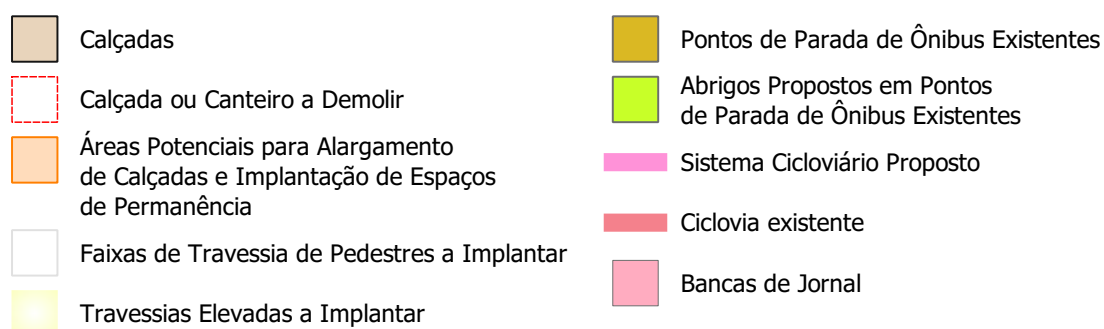 Calçadas
Calçada ou Canteiro a Demolir
Áreas Potenciais para Alargamento
de Calçadas e Implantação de Espaços
de Permanência
Faixas de Travessia de Pedestres a Implantar
Travessias Elevadas a Implantar
Pontos de Parada de Ônibus Existentes
Abrigos Propostos em Pontos
de Parada de Ônibus Existentes
Sistema Cicloviário Proposto
Ciclovia existente
Bancas de Jornal